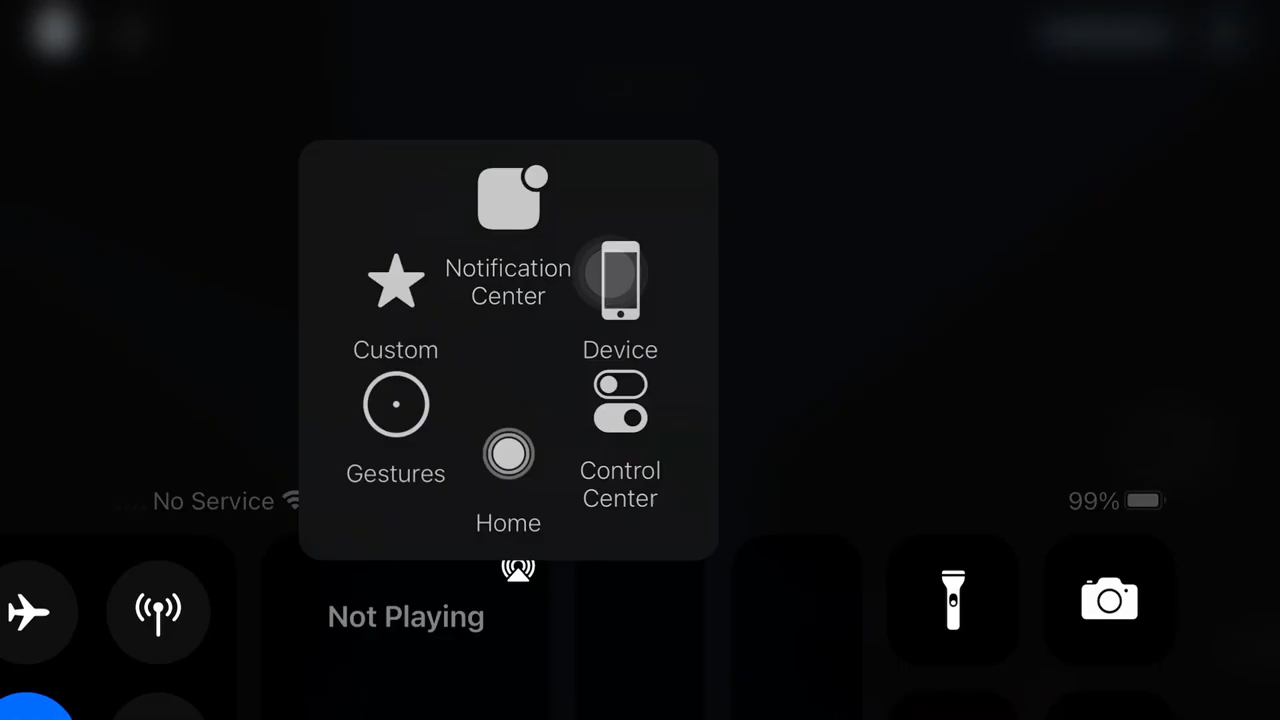 Notification
Center
Custom
Device
Gestures
Control
Center
Home
No Service
99%
Not Playing